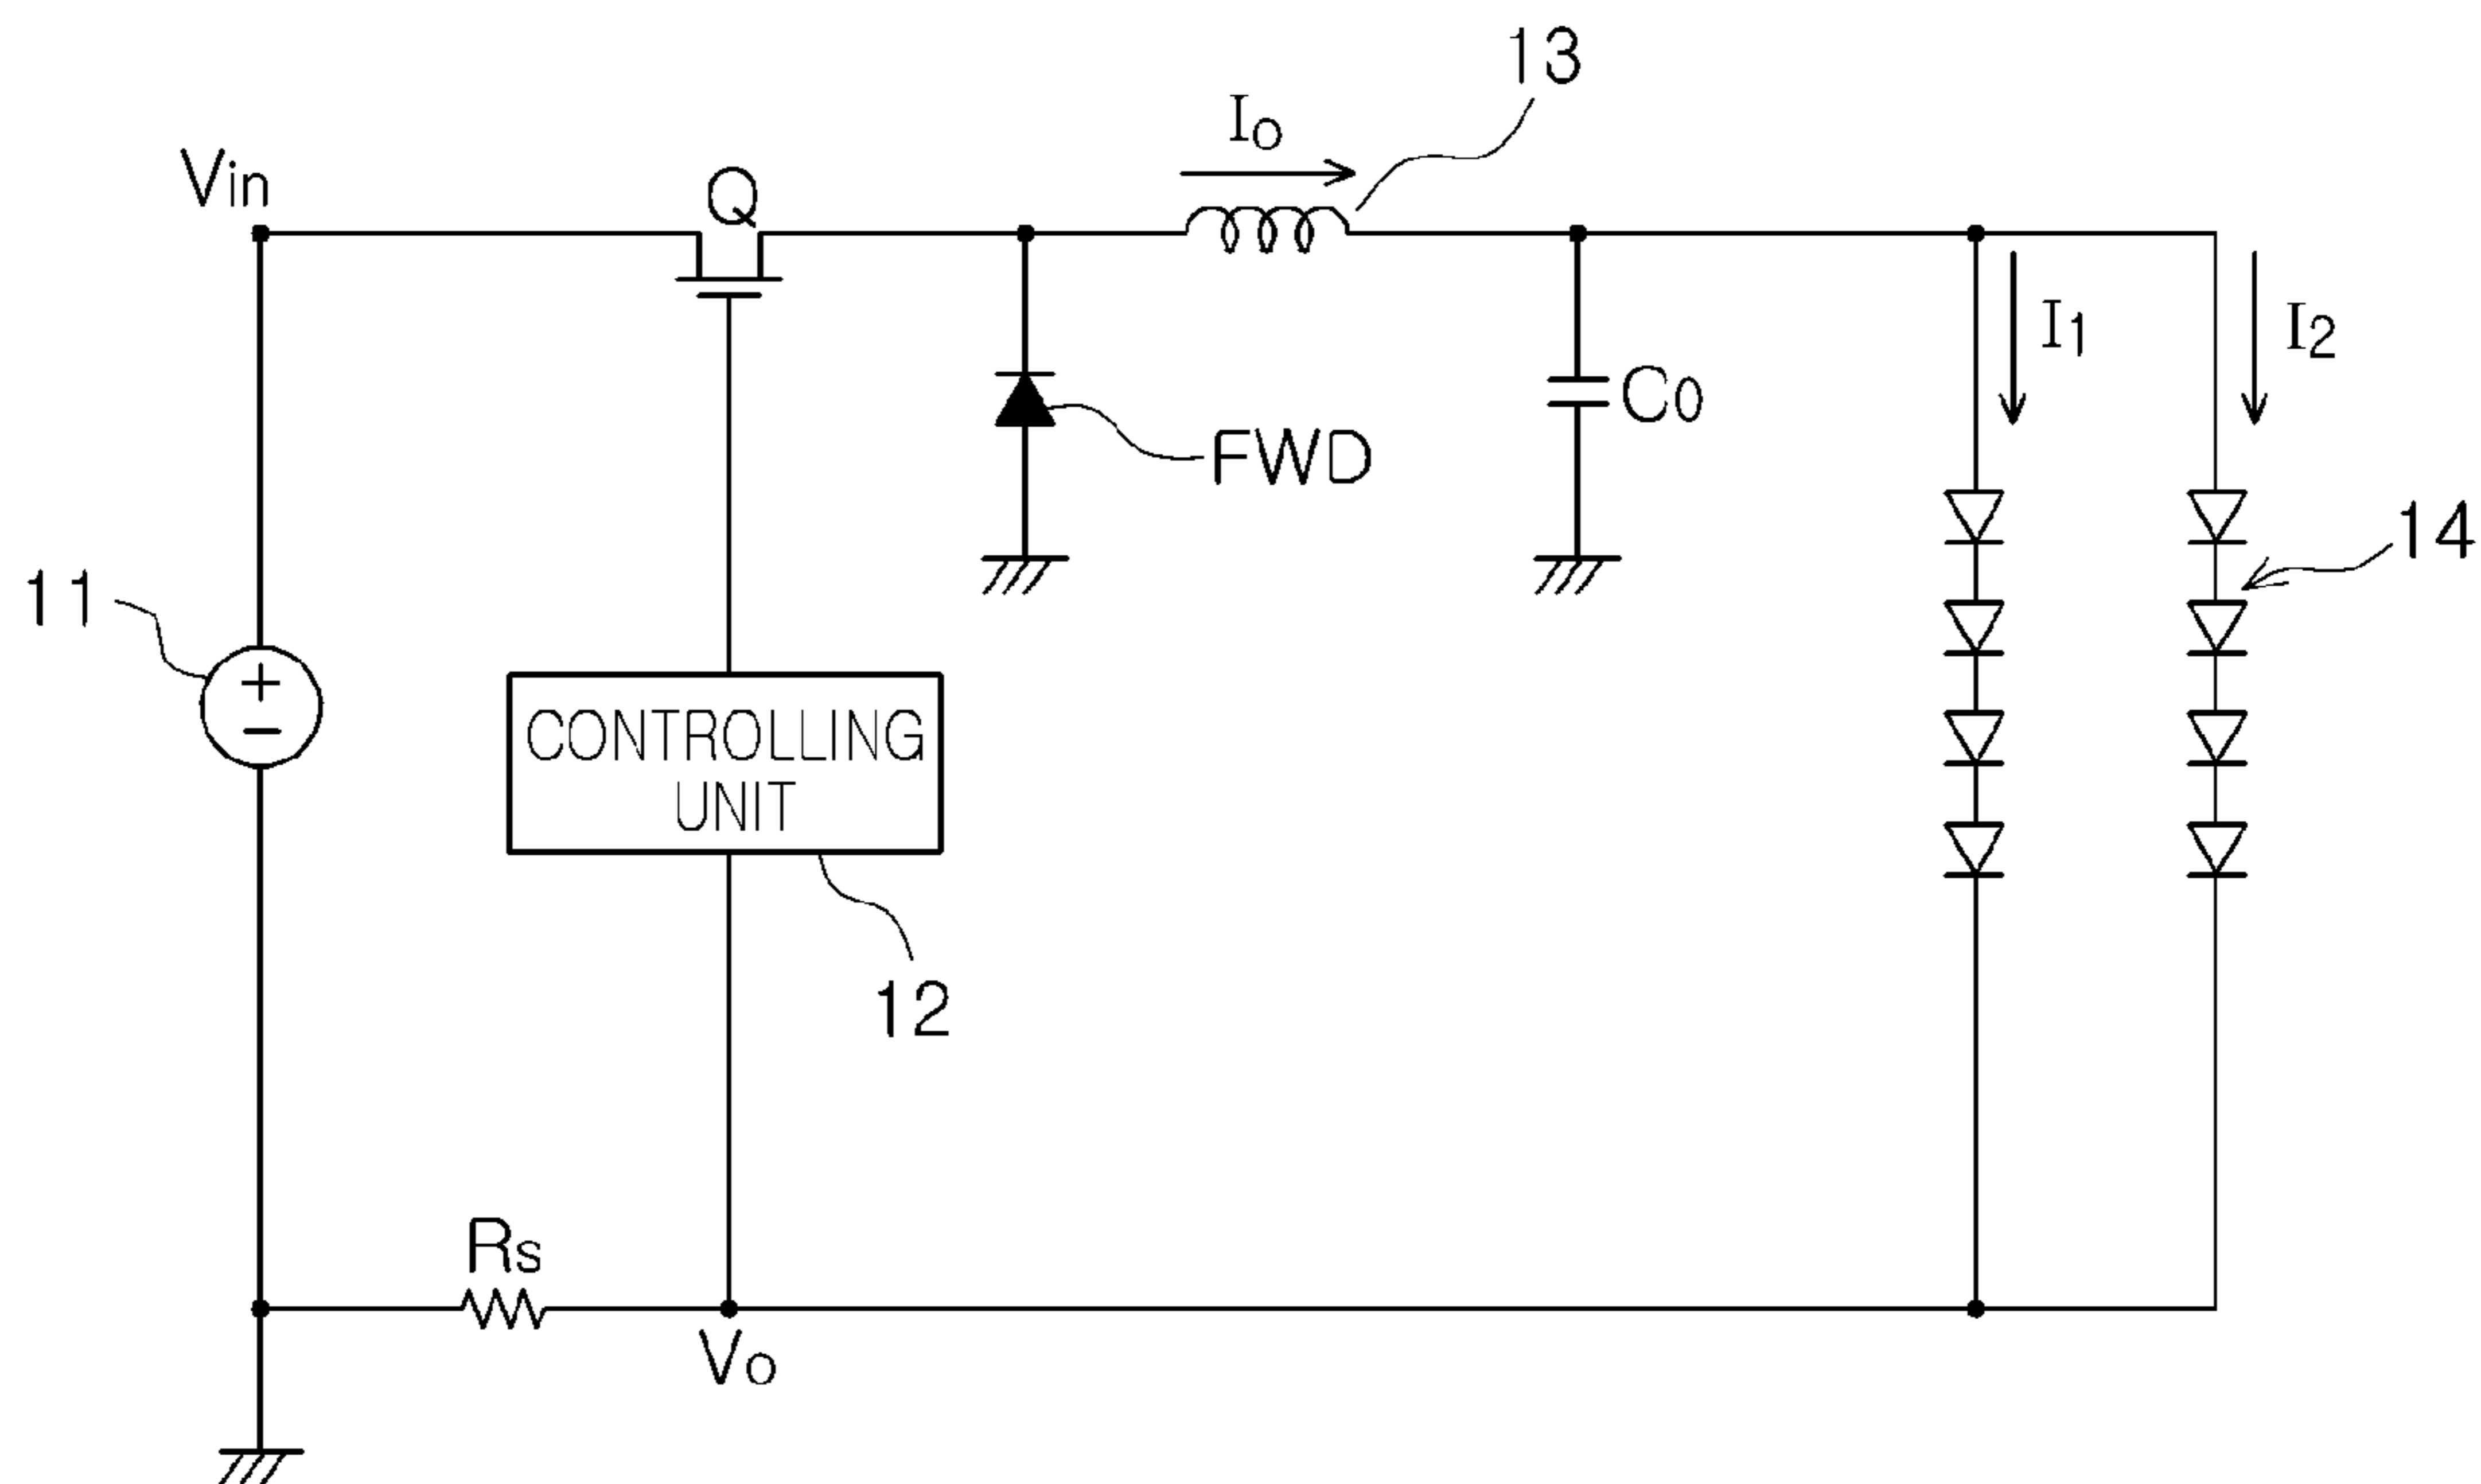 13
Io
Vin
Q
I1
I2
C0
FWD
14
11
+
−
CONTROLLING
UNIT
12
Rs
Vo